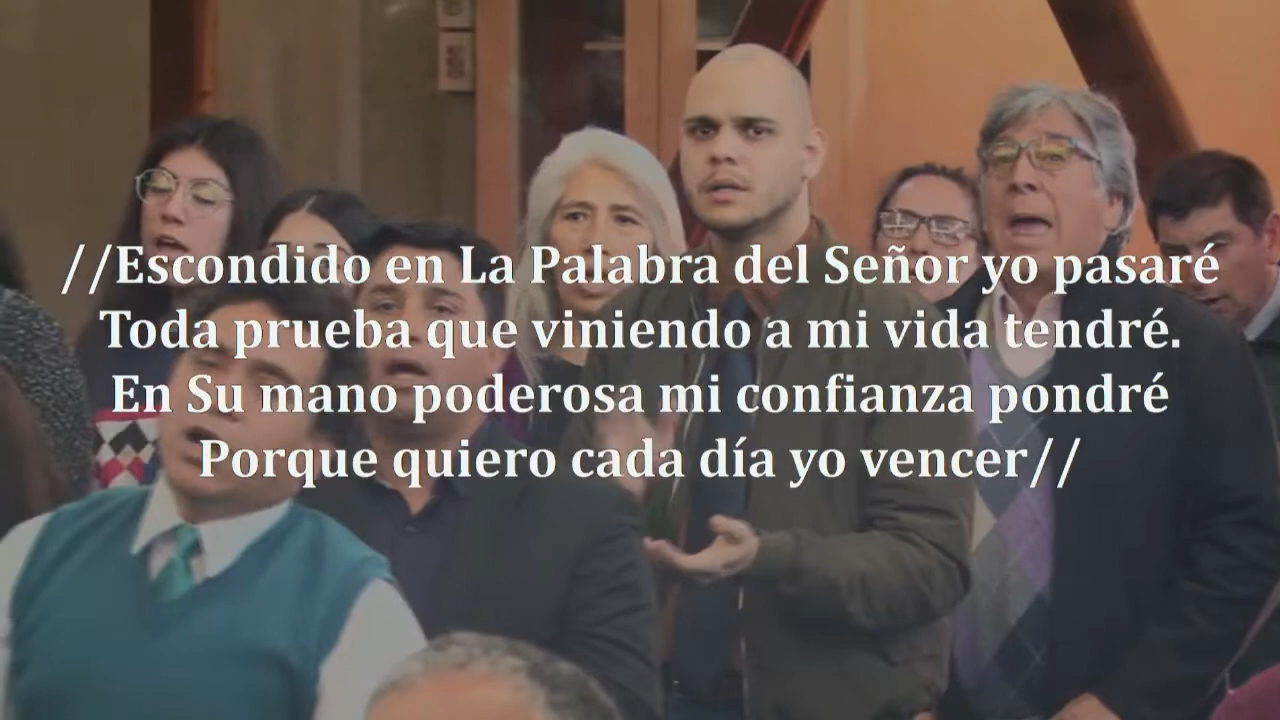 //Escondido en La Palabra del Señor yo pasaré
Toda prueba que viniendo a mi vida tendré.
En Su mano poderosa mi confianza pondré
Porque quiero cada día yo vencer//